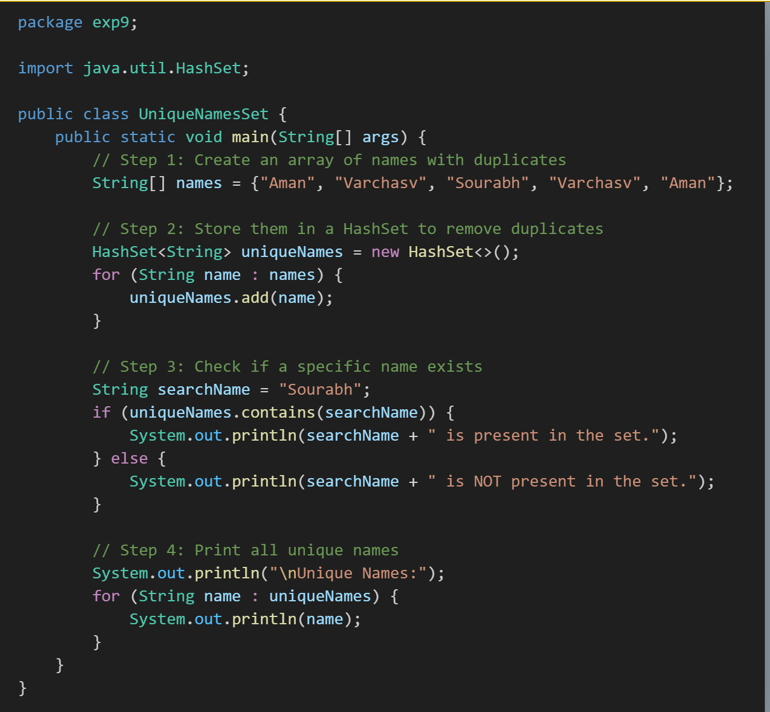 package exp9;

import java.util.HashSet;

public class UniqueNamesSet {
    public static void main(String[] args) {
        // Step 1: Create an array of names with duplicates
        String[] names = {"Aman", "Varchasv", "Sourabh", "Varchasv", "Aman"};

        // Step 2: Store them in a HashSet to remove duplicates
        HashSet<String> uniqueNames = new HashSet<>();
        for (String name : names) {
            uniqueNames.add(name);
        }

        // Step 3: Check if a specific name exists
        String searchName = "Sourabh";
        if (uniqueNames.contains(searchName)) {
            System.out.println(searchName + " is present in the set.");
        } else {
            System.out.println(searchName + " is NOT present in the set.");
        }

        // Step 4: Print all unique names
        System.out.println("\nUnique Names:");
        for (String name : uniqueNames) {
            System.out.println(name);
        }
    }
}